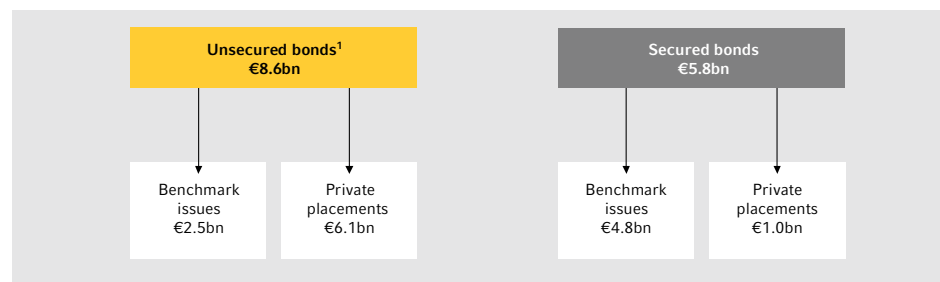 Unsecured bonds¹
€8.6bn
Secured bonds
€5.8bn
Benchmark
issues
€2.5bn
Private
placements
€6.1bn
Benchmark
issues
€4.8bn
Private
placements
€1.0bn